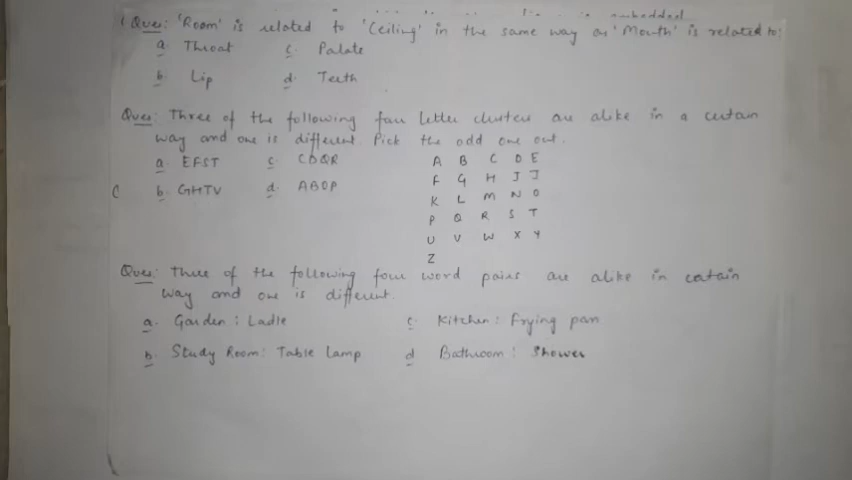 embedded
Ques: 'Room' is related to 'Ceiling' in the same way as 'Mouth' is related to:
a. Throat c. Palate
b. Lip d. Teeth
Ques: Three of the following four letter clusters are alike in a certain
way and one is different. Pick the odd one out.
a. EFST c. CDQR
b. GHTV d. ABOP
A B C D E
F G H I J
K L M N O
P Q R S T
U V W X Y
Z
Ques: Three of the following four word pairs are alike in certain
way and one is different.
a. Garden: Ladle c. Kitchen: Frying pan
b. Study Room: Table Lamp d. Bathroom: Shower